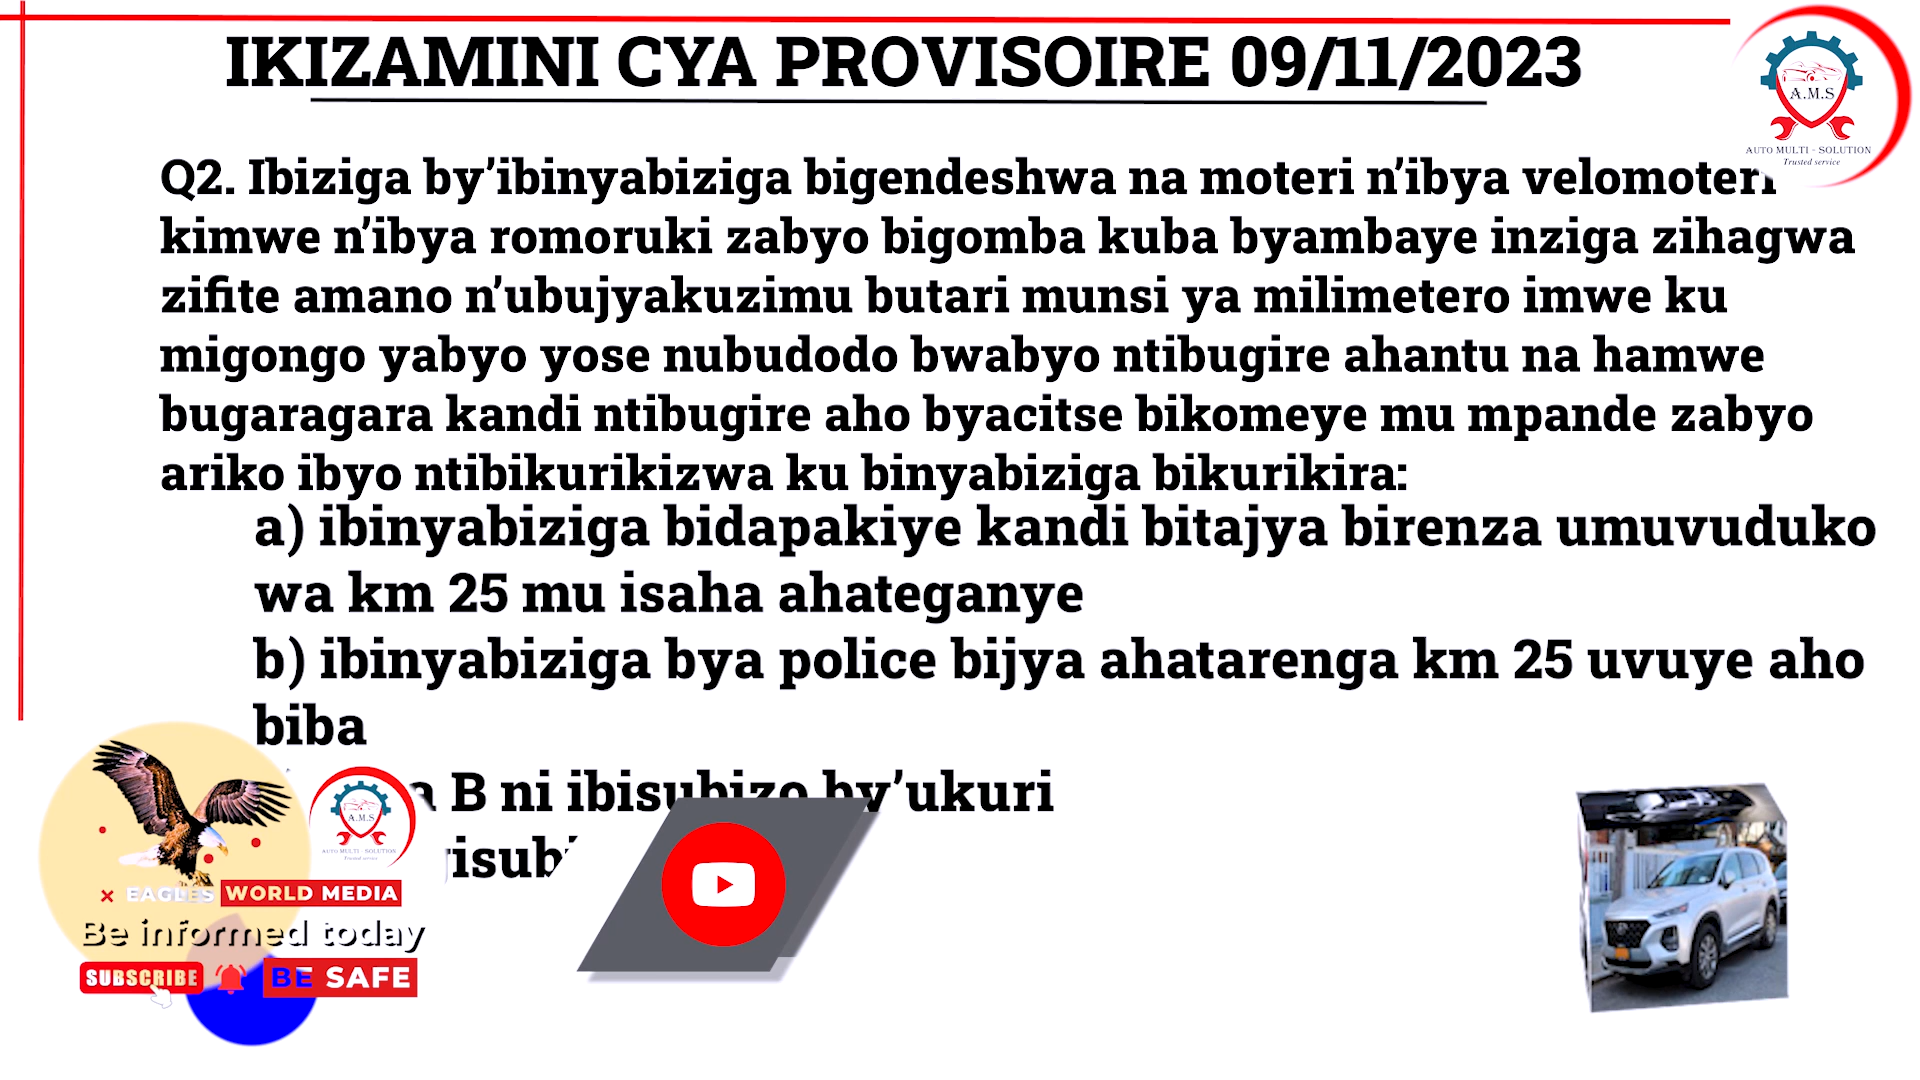 IKIZAMINI CYA PROVISOIRE 09/11/2023
A.M.S
AUTO MULTI - SOLUTION
Trusted service
Q2. Ibiziga by’ibinyabiziga bigendeshwa na moteri n’ibya velomoteri
kimwe n’ibya romoruki zabyo bigomba kuba byambaye inziga zihagwa
zifite amano n’ubujyakuzimu butari munsi ya milimetero imwe ku
migongo yabyo yose nubudodo bwabyo ntibugire ahantu na hamwe
bugaragara kandi ntibugire aho byacitse bikomeye mu mpande zabyo
ariko ibyo ntibikurikizwa ku binyabiziga bikurikira:
a) ibinyabiziga bidapakiye kandi bitajya birenza umuvuduko
wa km 25 mu isaha ahateganye
b) ibinyabiziga bya police bijya ahatarenga km 25 uvuye aho
biba
B ni ibisubizo by’ukuri
A.M.S
AUTO MULTI - SOLUTION
Trusted service
EAGLES WORLD MEDIA
Be informed today
SUBSCRIBE BE SAFE